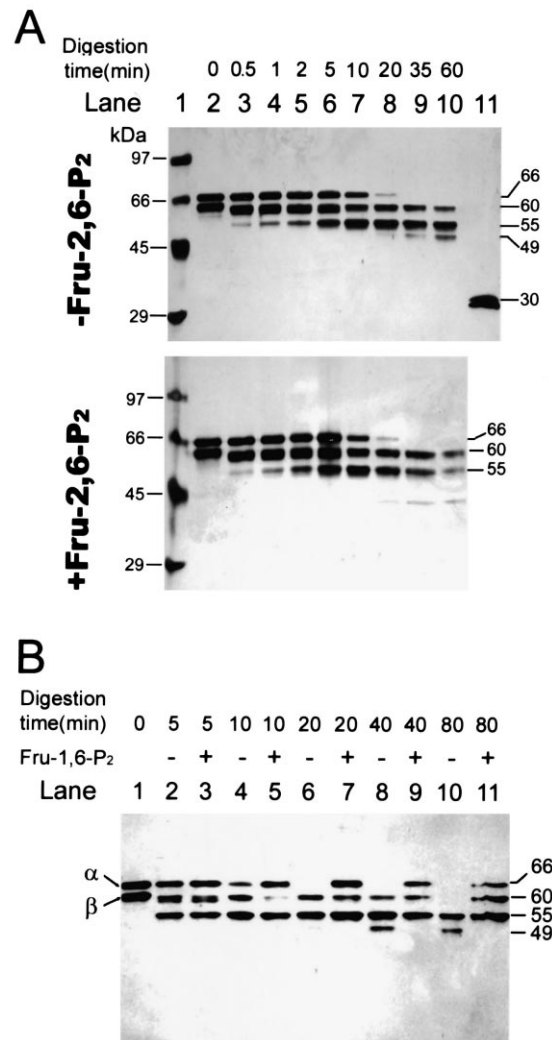 A
Digestion
time(min) 0 0.5 1 2 5 10 20 35 60
Lane 1 2 3 4 5 6 7 8 9 10 11
kDa
97
66
45
29
66
60
55
49
30
-Fru-2,6-P2
97
66
45
29
66
60
55
+Fru-2,6-P2
B
Digestion
time(min) 0 5 5 10 10 20 20 40 40 80 80
Fru-1,6-P2 - + - + - + - + - +
Lane 1 2 3 4 5 6 7 8 9 10 11
α
β
66
60
55
49